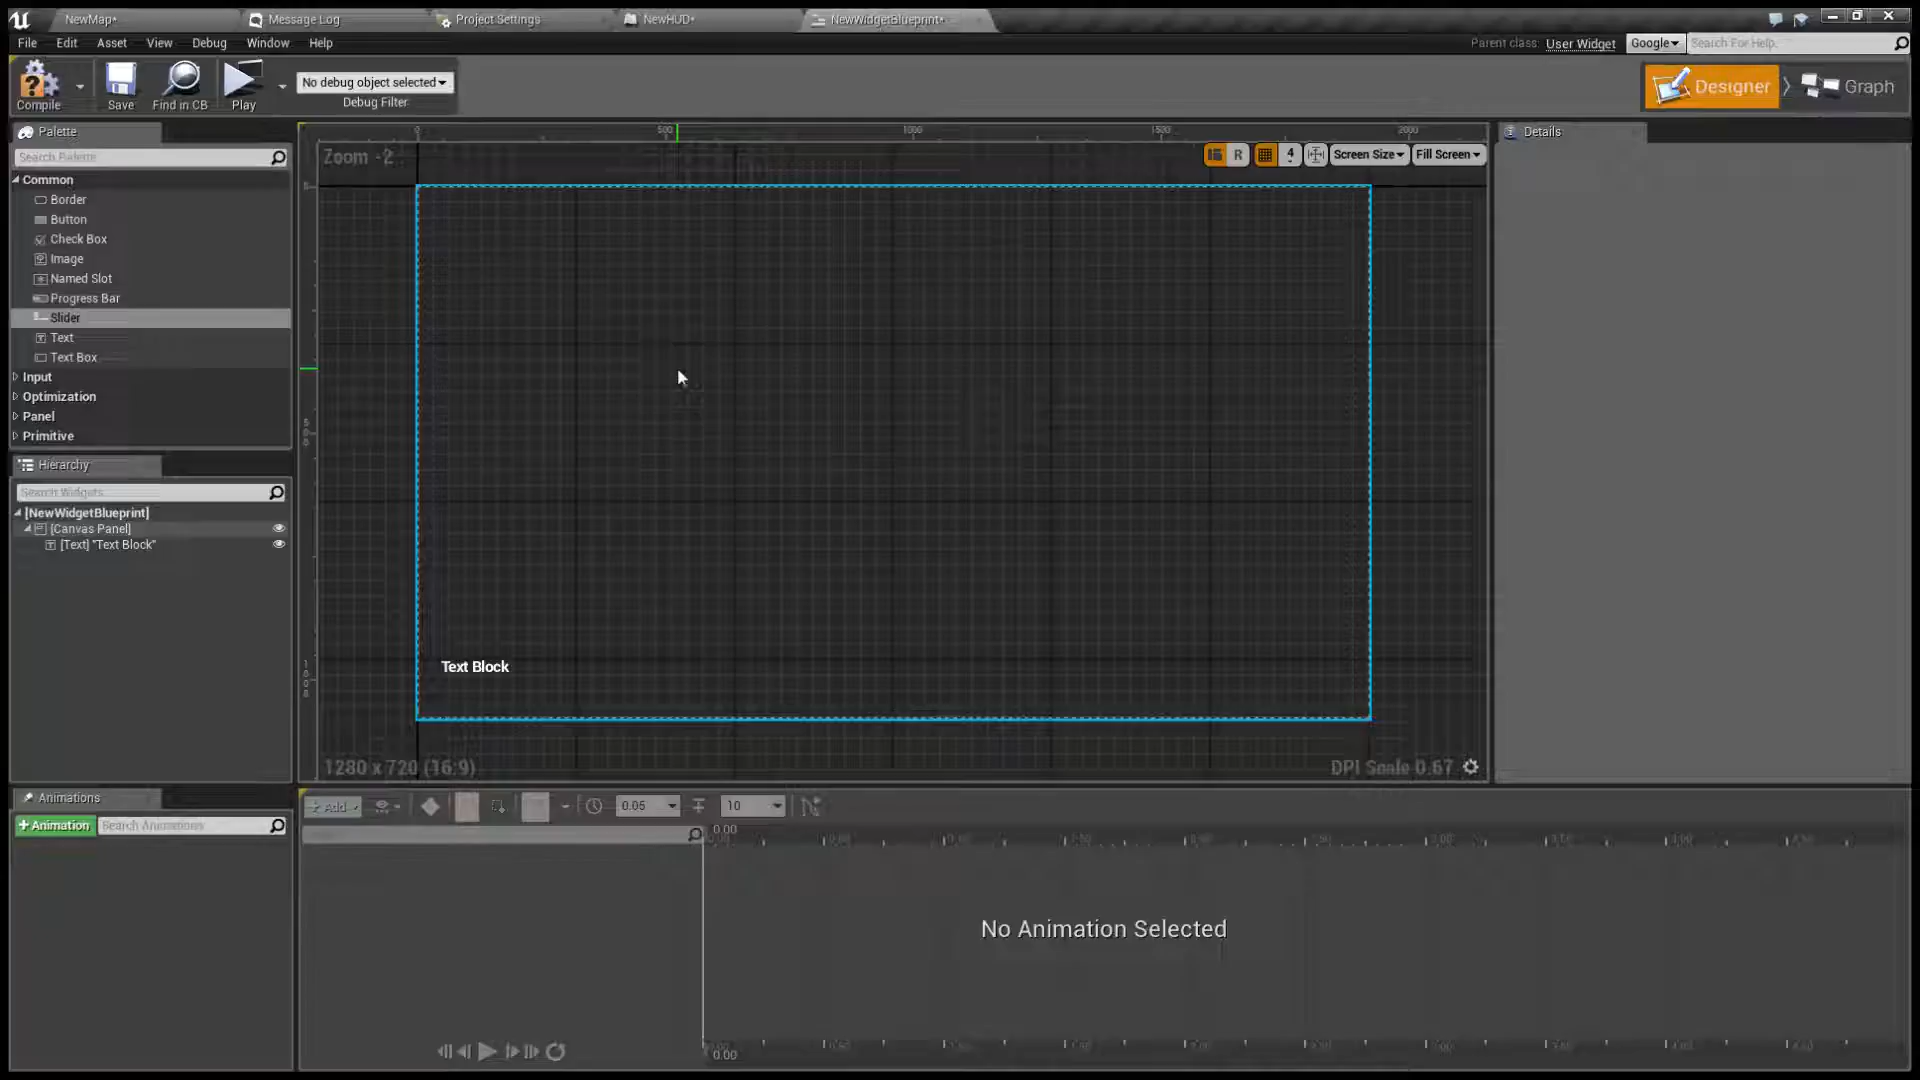 NewMap*
Message Log
Project Settings
NewHUD*
NewWidgetBlueprint*
File Edit Asset View Debug Window Help
Parent class: User Widget Google Search For Help
Compile Save Find in CB Play
No debug object selected
Debug Filter
Designer Graph
Palette
Search Palette
Common
Border
Button
Check Box
Image
Named Slot
Progress Bar
Slider
Text
Text Box
Input
Optimization
Panel
Primitive
Hierarchy
Search Widgets
[NewWidgetBlueprint]
[Canvas Panel]
[Text] "Text Block"
0 500 1000 1500 2000
Zoom -2
R 4 Screen Size Fill Screen
Text Block
1280 x 720 (16:9)
DPI Scale 0.67
Details
Animations
+Animation Search Animations
+ Add 0.05 10
0.00
No Animation Selected
0.00